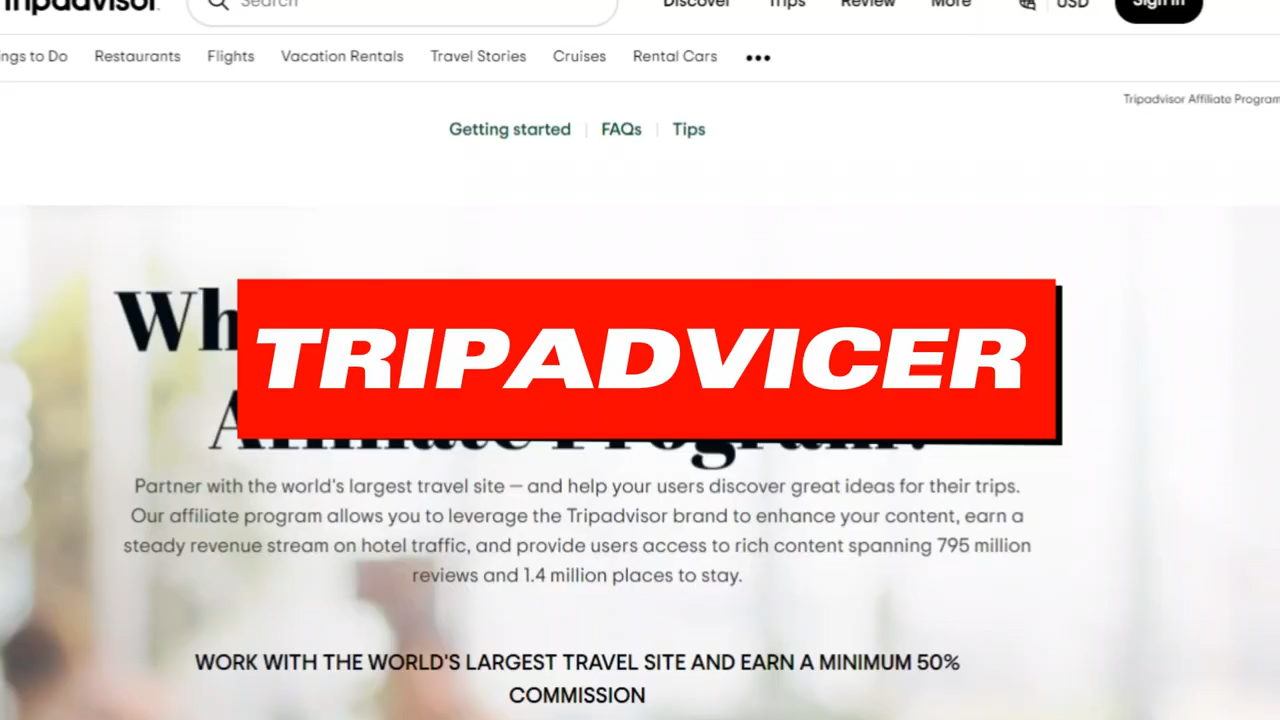 Tripadvisor
Search
Discover
Trips
Review
More
USD
Sign in
ngs to Do
Restaurants
Flights
Vacation Rentals
Travel Stories
Cruises
Rental Cars
Tripadvisor Affiliate Program
Getting started
FAQs
Tips
Wh
TRIPADVICER
Affiliate Program?
Partner with the world's largest travel site — and help your users discover great ideas for their trips.
Our affiliate program allows you to leverage the Tripadvisor brand to enhance your content, earn a
steady revenue stream on hotel traffic, and provide users access to rich content spanning 795 million
reviews and 1.4 million places to stay.
WORK WITH THE WORLD'S LARGEST TRAVEL SITE AND EARN A MINIMUM 50%
COMMISSION